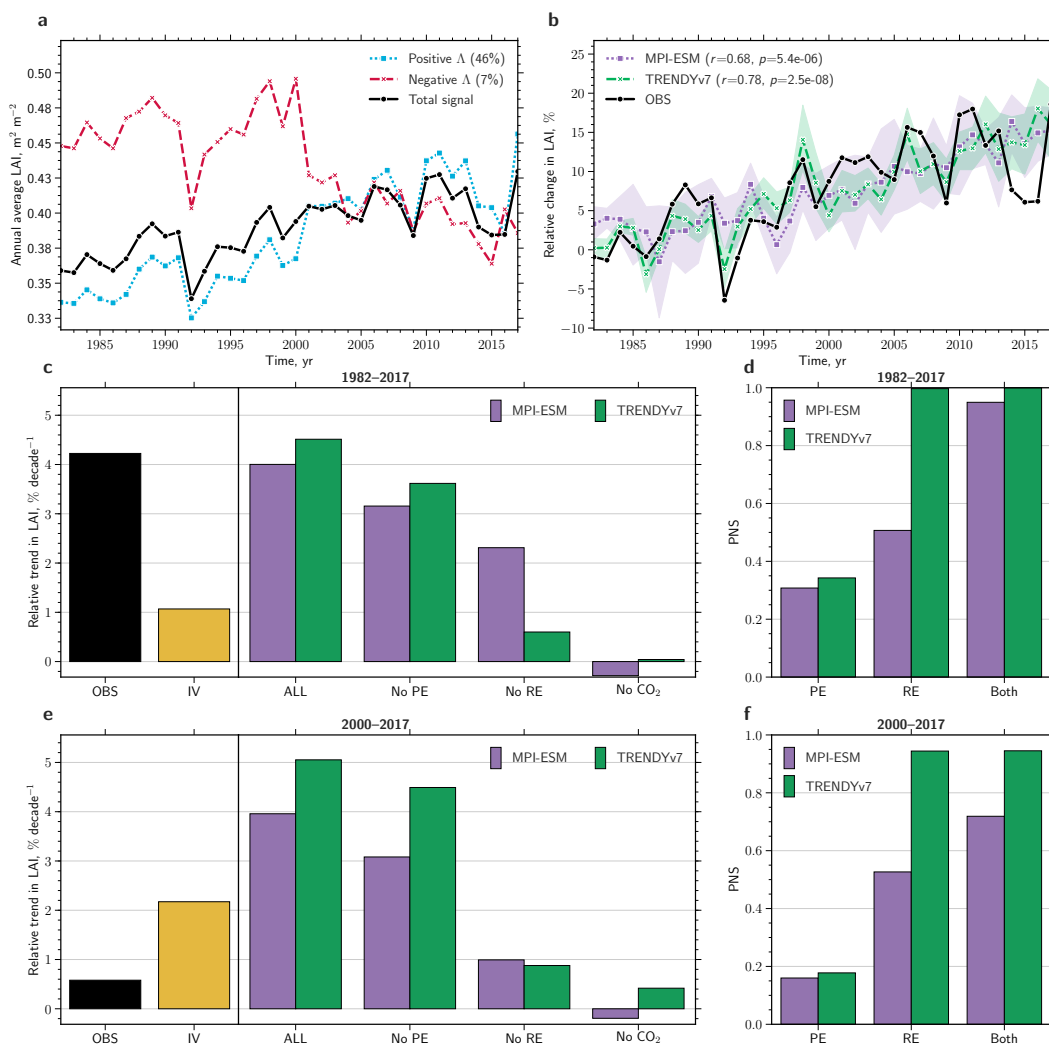 a
Annual average LAI, m² m⁻²
0.50
0.48
0.45
0.43
0.40
0.38
0.35
0.33
Positive Λ (46%)
Negative Λ (7%)
Total signal
1985 1990 1995 2000 2005 2010 2015
Time, yr
b
Relative change in LAI, %
25
20
15
10
5
0
−5
−10
MPI-ESM (r=0.68, p=5.4e-06)
TRENDYv7 (r=0.78, p=2.5e-08)
OBS
1985 1990 1995 2000 2005 2010 2015
Time, yr
c
1982–2017
Relative trend in LAI, % decade⁻¹
5
4
3
2
1
0
MPI-ESM TRENDYv7
OBS IV ALL No PE No RE No CO₂
d
1982–2017
PNS
1.0
0.8
0.6
0.4
0.2
0.0
MPI-ESM
TRENDYv7
PE RE Both
e
2000–2017
Relative trend in LAI, % decade⁻¹
5
4
3
2
1
0
MPI-ESM TRENDYv7
OBS IV ALL No PE No RE No CO₂
f
2000–2017
PNS
1.0
0.8
0.6
0.4
0.2
0.0
MPI-ESM
TRENDYv7
PE RE Both